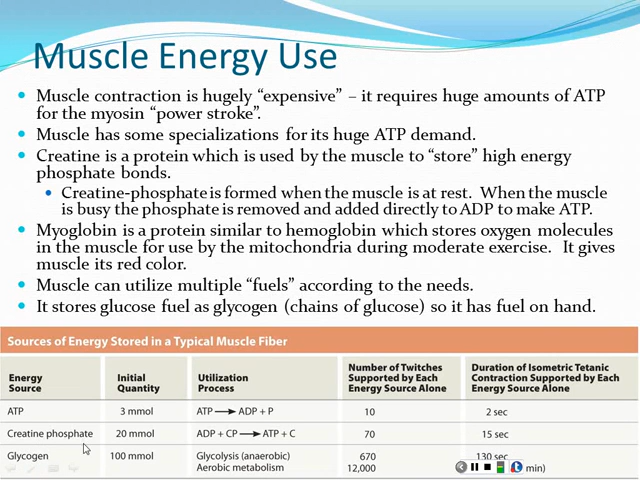 Muscle Energy Use
Muscle contraction is hugely “expensive” – it requires huge amounts of ATP
for the myosin “power stroke”.
Muscle has some specializations for its huge ATP demand.
Creatine is a protein which is used by the muscle to “store” high energy
phosphate bonds.
Creatine-phosphate is formed when the muscle is at rest. When the muscle
is busy the phosphate is removed and added directly to ADP to make ATP.
Myoglobin is a protein similar to hemoglobin which stores oxygen molecules
in the muscle for use by the mitochondria during moderate exercise. It gives
muscle its red color.
Muscle can utilize multiple “fuels” according to the needs.
It stores glucose fuel as glycogen (chains of glucose) so it has fuel on hand.
Sources of Energy Stored in a Typical Muscle Fiber
Energy Source Initial Quantity Utilization Process Number of Twitches Supported by Each Energy Source Alone Duration of Isometric Tetanic Contraction Supported by Each Energy Source Alone
ATP 3 mmol ATP → ADP + P 10 2 sec
Creatine phosphate 20 mmol ADP + CP → ATP + C 70 15 sec
Glycogen 100 mmol Glycolysis (anaerobic) 670 130 sec
Aerobic metabolism 12,000 min)